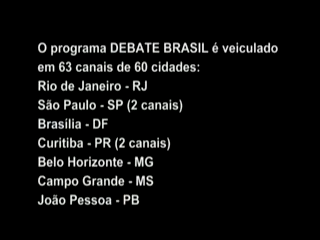 O programa DEBATE BRASIL é veiculado
em 63 canais de 60 cidades:
Rio de Janeiro - RJ
São Paulo - SP (2 canais)
Brasília - DF
Curitiba - PR (2 canais)
Belo Horizonte - MG
Campo Grande - MS
João Pessoa - PB